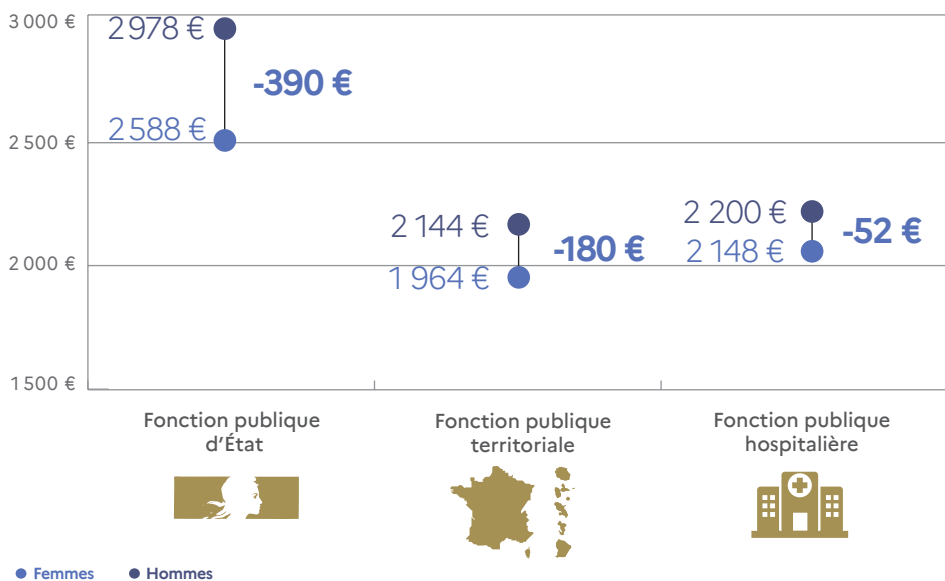 3 000 €
2 978 €
-390 €
2 588 €
2 500 €
2 144 €
-180 €
1 964 €
2 200 €
-52 €
2 148 €
2 000 €
1 500 €
Fonction publique
d'État
Fonction publique
territoriale
Fonction publique
hospitalière
Femmes
Hommes